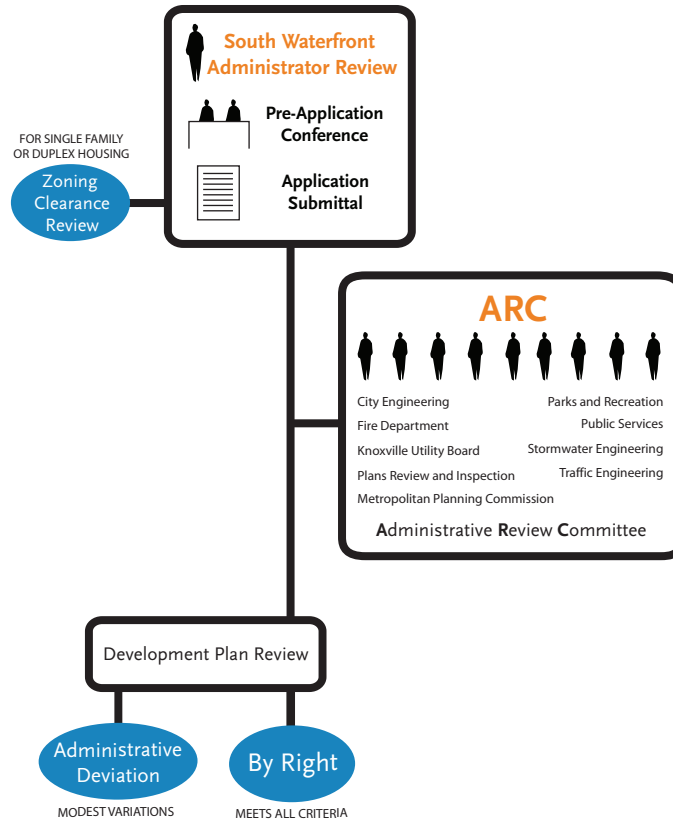 South Waterfront
Administrator Review
Pre-Application
Conference
Application
Submittal
FOR SINGLE FAMILY
OR DUPLEX HOUSING
Zoning
Clearance
Review
ARC
City Engineering
Fire Department
Knoxville Utility Board
Plans Review and Inspection
Metropolitan Planning Commission
Parks and Recreation
Public Services
Stormwater Engineering
Traffic Engineering
Administrative Review Committee
Development Plan Review
Administrative
Deviation
MODEST VARIATIONS
By Right
MEETS ALL CRITERIA